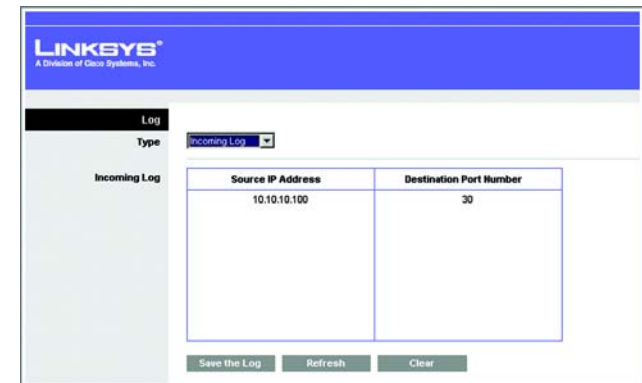 LINKSYS®
A Division of Cisco Systems, Inc.
Log
Type
Incoming Log
Incoming Log
Source IP Address
Destination Port Number
10.10.10.100
30
Save the Log
Refresh
Clear